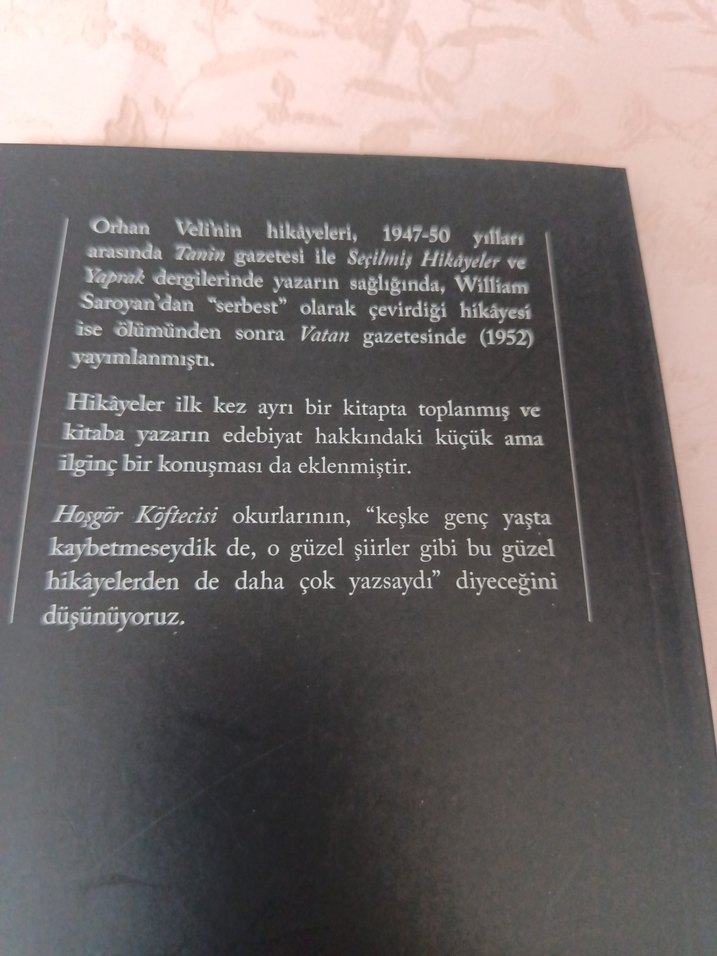 Orhan Veli'nin hikâyeleri, 1947-50 yılları
arasında Tanin gazetesi ile Seçilmiş Hikâyeler ve
Yaprak dergilerinde yazarın sağlığında, William
Saroyan'dan “serbest” olarak çevirdiği hikâyesi
ise ölümünden sonra Vatan gazetesinde (1952)
yayımlanmıştı.
Hikâyeler ilk kez ayrı bir kitapta toplanmış ve
kitaba yazarın edebiyat hakkındaki küçük ama
ilginç bir konuşması da eklenmiştir.
Hoşgör Köftecisi okurlarının, “keşke genç yaşta
kaybetmeseydik de, o güzel şiirler gibi bu güzel
hikâyelerden de daha çok yazsaydı” diyeceğini
düşünüyoruz.